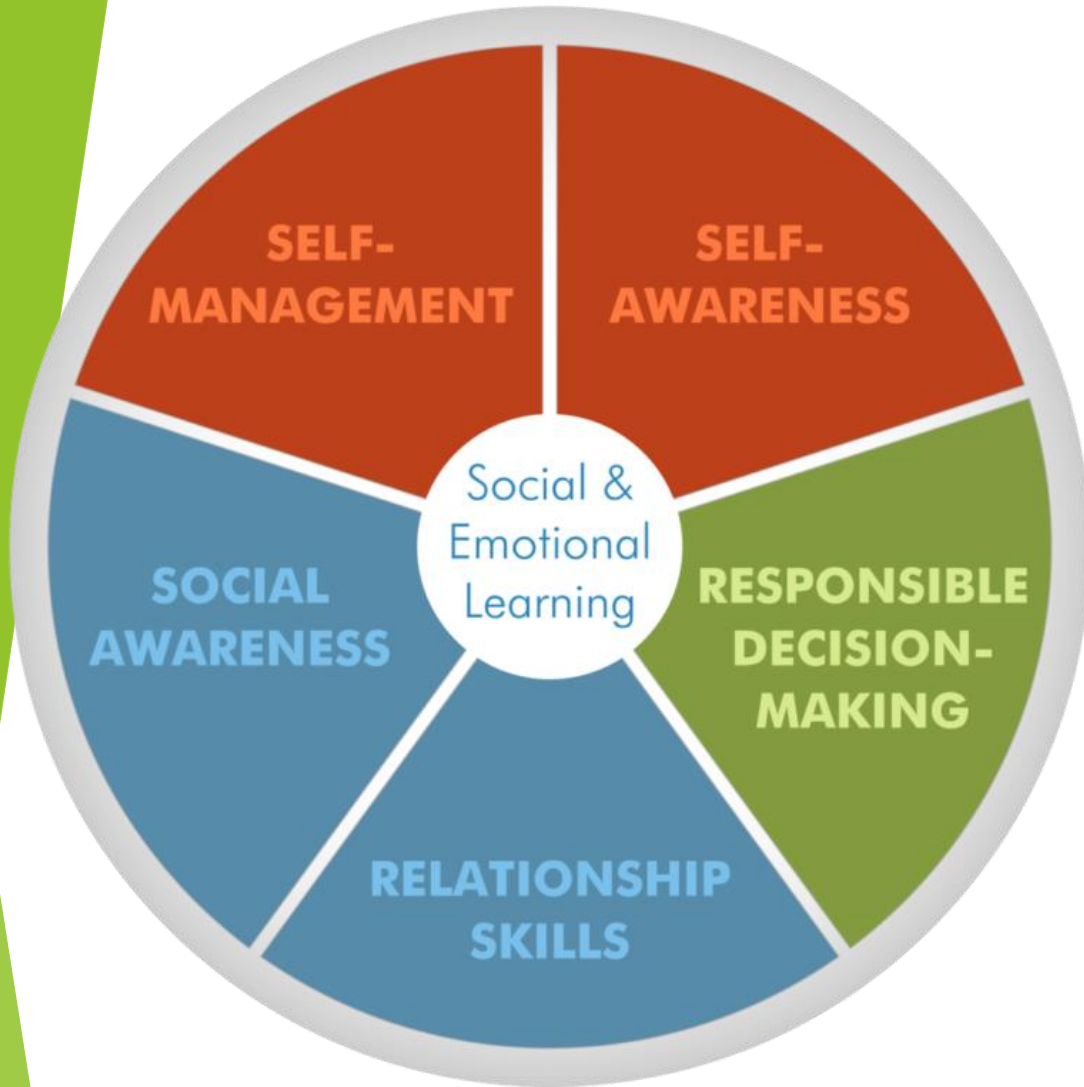 SELF-
MANAGEMENT
SELF-
AWARENESS
Social &
Emotional
Learning
SOCIAL
AWARENESS
RESPONSIBLE
DECISION-
MAKING
RELATIONSHIP
SKILLS